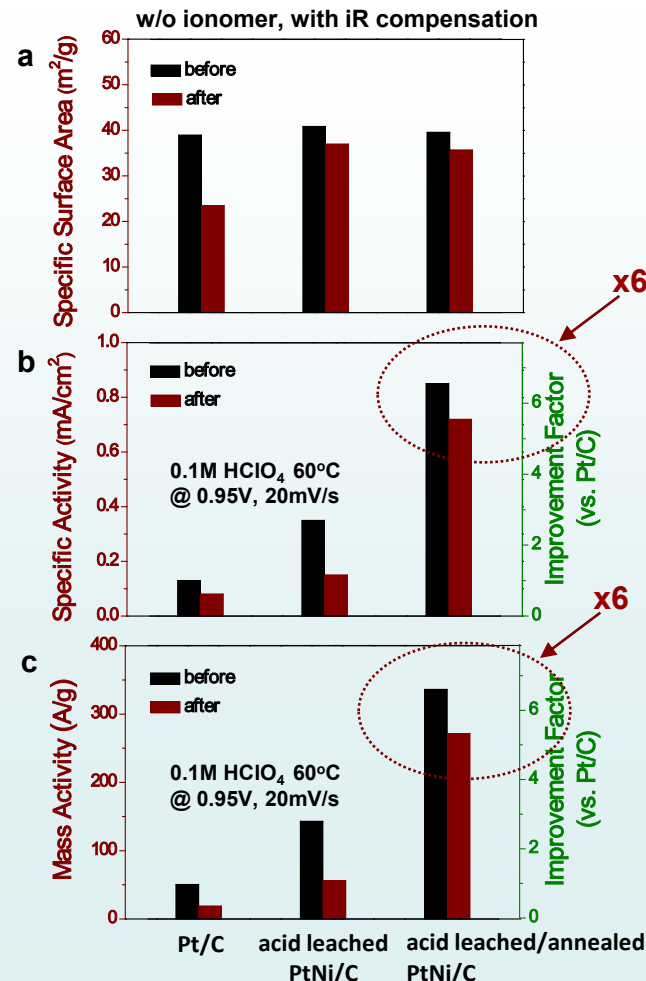 w/o ionomer, with iR compensation
a
Specific Surface Area (m²/g)
60
50
40
30
20
10
0
before
after
x6
b
Specific Activity (mA/cm²)
1.0
0.8
0.6
0.4
0.2
0.0
before
after
0.1M HClO₄ 60ºC
@ 0.95V, 20mV/s
6
4
2
0
Improvement Factor
(vs. Pt/C)
x6
c
Mass Activity (A/g)
400
300
200
100
50
0
before
after
0.1M HClO₄ 60ºC
@ 0.95V, 20mV/s
6
4
2
0
Improvement Factor
(vs. Pt/C)
Pt/C
acid leached
PtNi/C
acid leached/annealed
PtNi/C